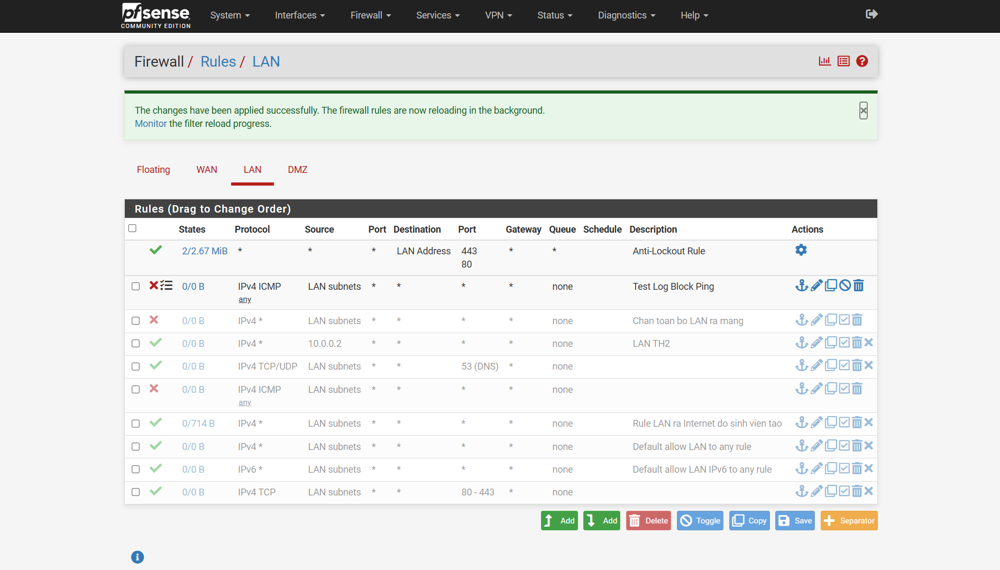 pfsense
COMMUNITY EDITION
System Interfaces Firewall Services VPN Status Diagnostics Help
Firewall / Rules / LAN
The changes have been applied successfully. The firewall rules are now reloading in the background.
Monitor the filter reload progress.
Floating WAN LAN DMZ
Rules (Drag to Change Order)
States Protocol Source Port Destination Port Gateway Queue Schedule Description Actions
2/2.67 MiB * * * LAN Address 443 * * Anti-Lockout Rule
80
0/0 B IPv4 ICMP LAN subnets * * * * none Test Log Block Ping
any
0/0 B IPv4 * LAN subnets * * * * none Chan toan bo LAN ra mang
0/0 B IPv4 * 10.0.0.2 * * * * none LAN TH2
0/0 B IPv4 TCP/UDP LAN subnets * * 53 (DNS) * none
0/0 B IPv4 ICMP LAN subnets * * * * none
any
0/714 B IPv4 * LAN subnets * * * * none Rule LAN ra Internet do sinh vien tao
0/0 B IPv4 * LAN subnets * * * * none Default allow LAN to any rule
0/0 B IPv6 * LAN subnets * * * * none Default allow LAN IPv6 to any rule
0/0 B IPv4 TCP LAN subnets * * 80 - 443 * none
Add Add Delete Toggle Copy Save Separator